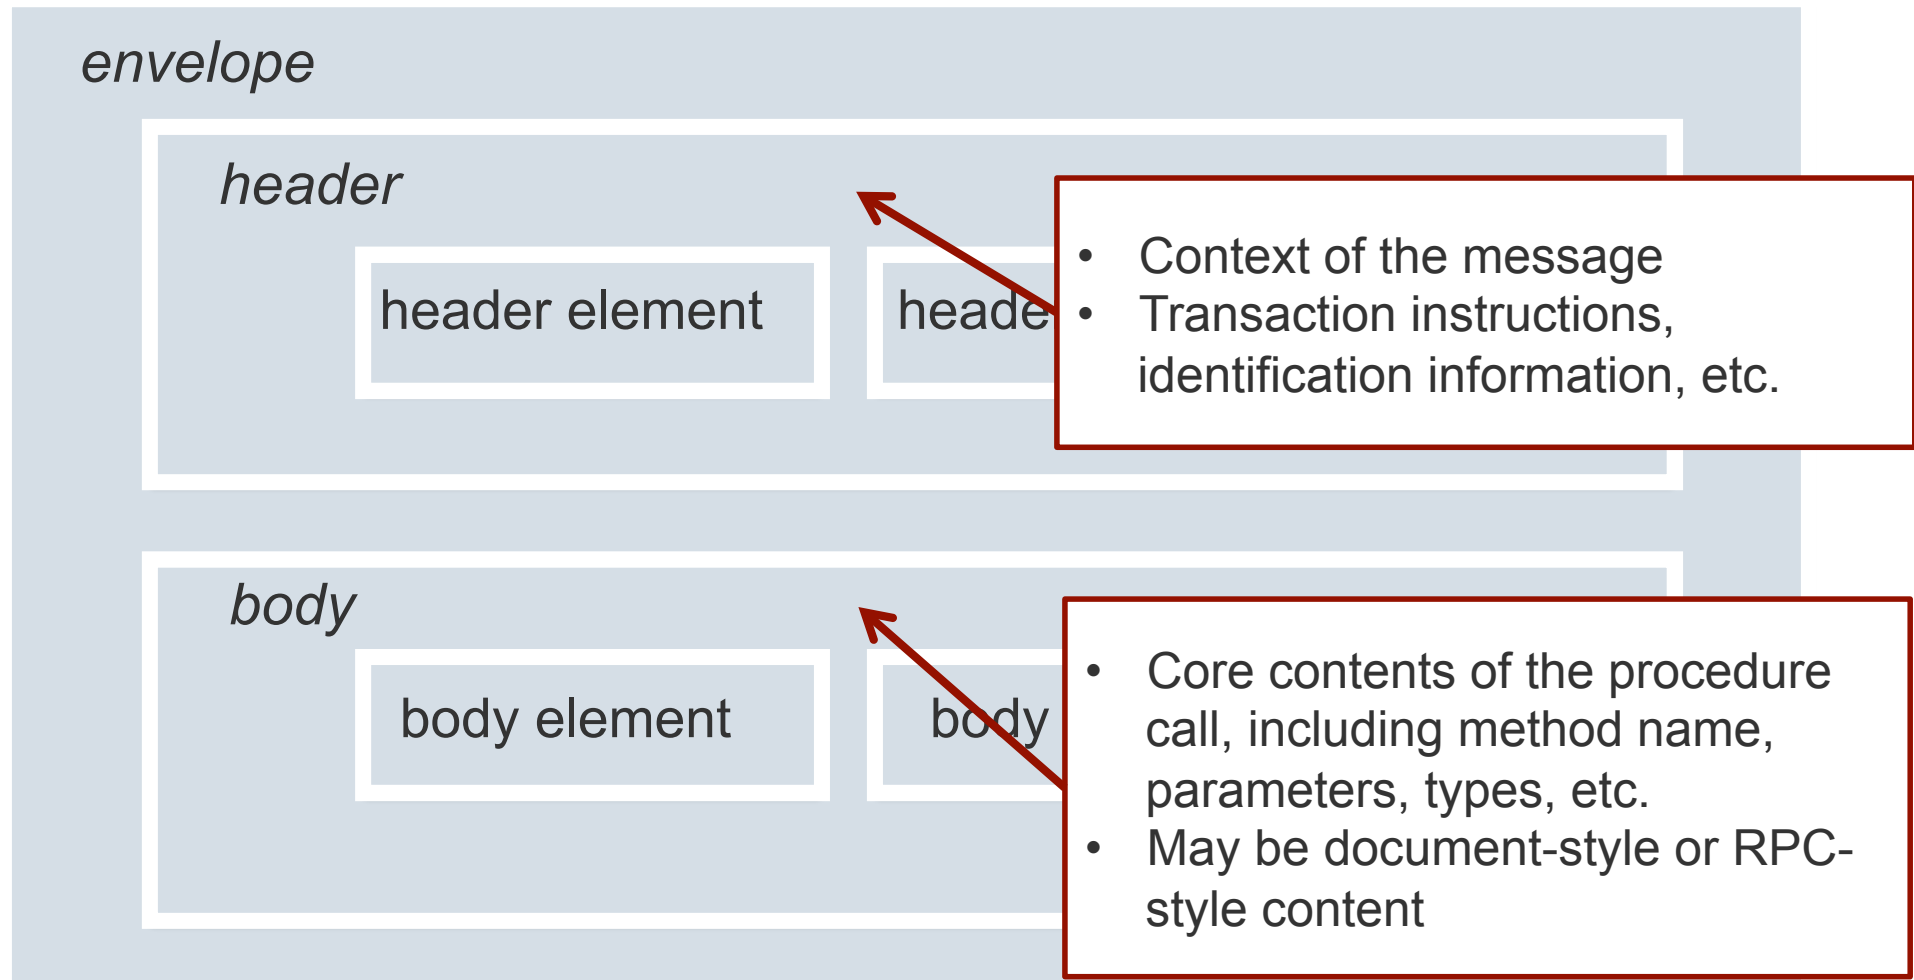 envelope
header
header element
heade
• Context of the message
• Transaction instructions,
identification information, etc.
body
body element
body
• Core contents of the procedure
call, including method name,
parameters, types, etc.
• May be document-style or RPC-
style content